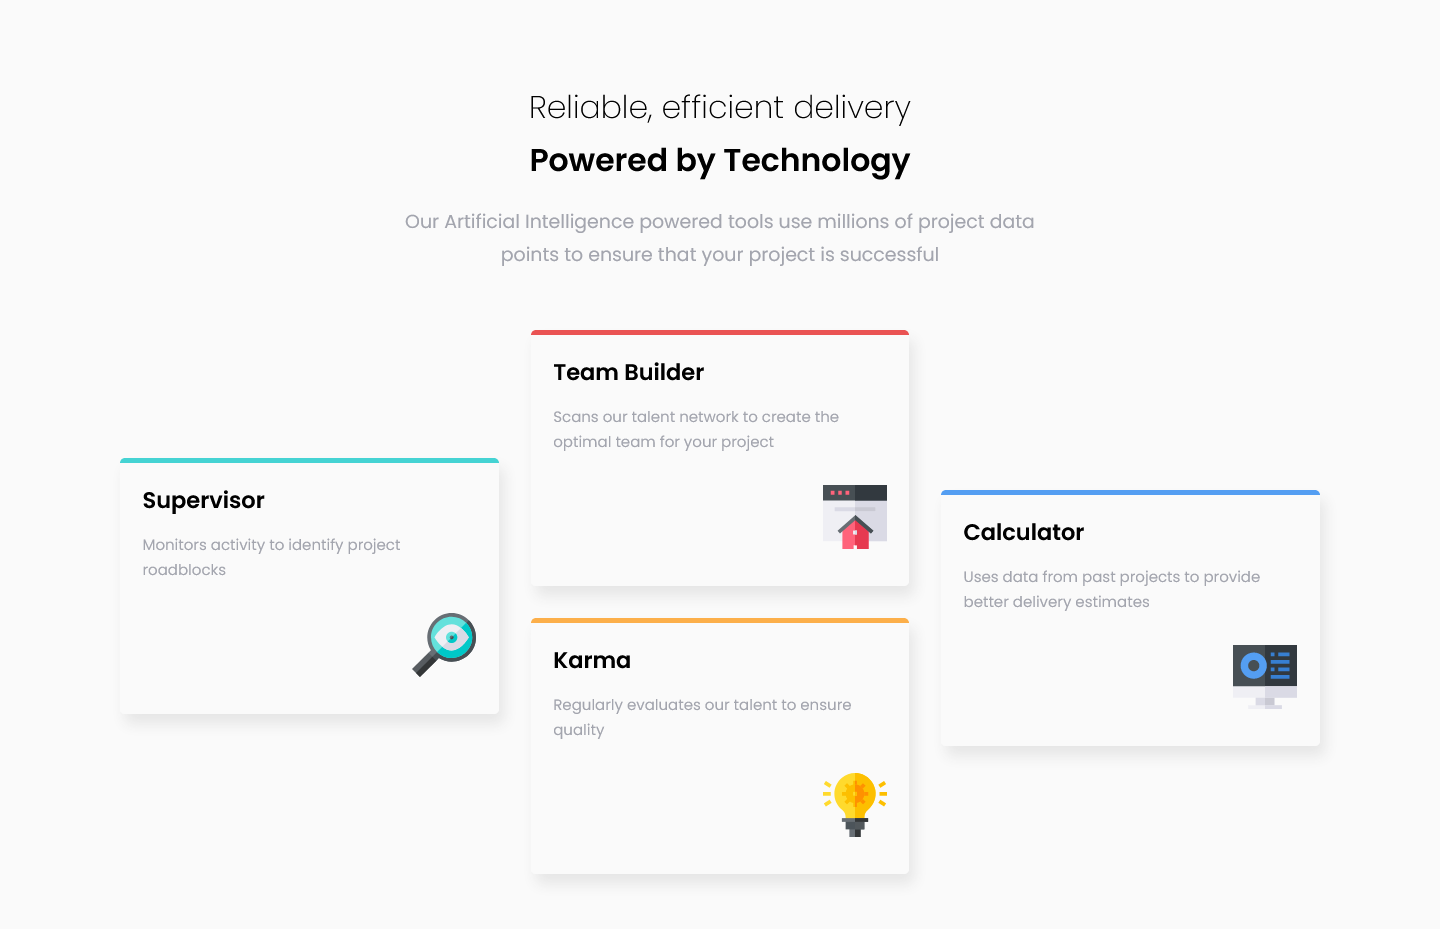 Reliable, efficient delivery
Powered by Technology
Our Artificial Intelligence powered tools use millions of project data
points to ensure that your project is successful
Supervisor
Monitors activity to identify project
roadblocks
Team Builder
Scans our talent network to create the
optimal team for your project
Karma
Regularly evaluates our talent to ensure
quality
Calculator
Uses data from past projects to provide
better delivery estimates